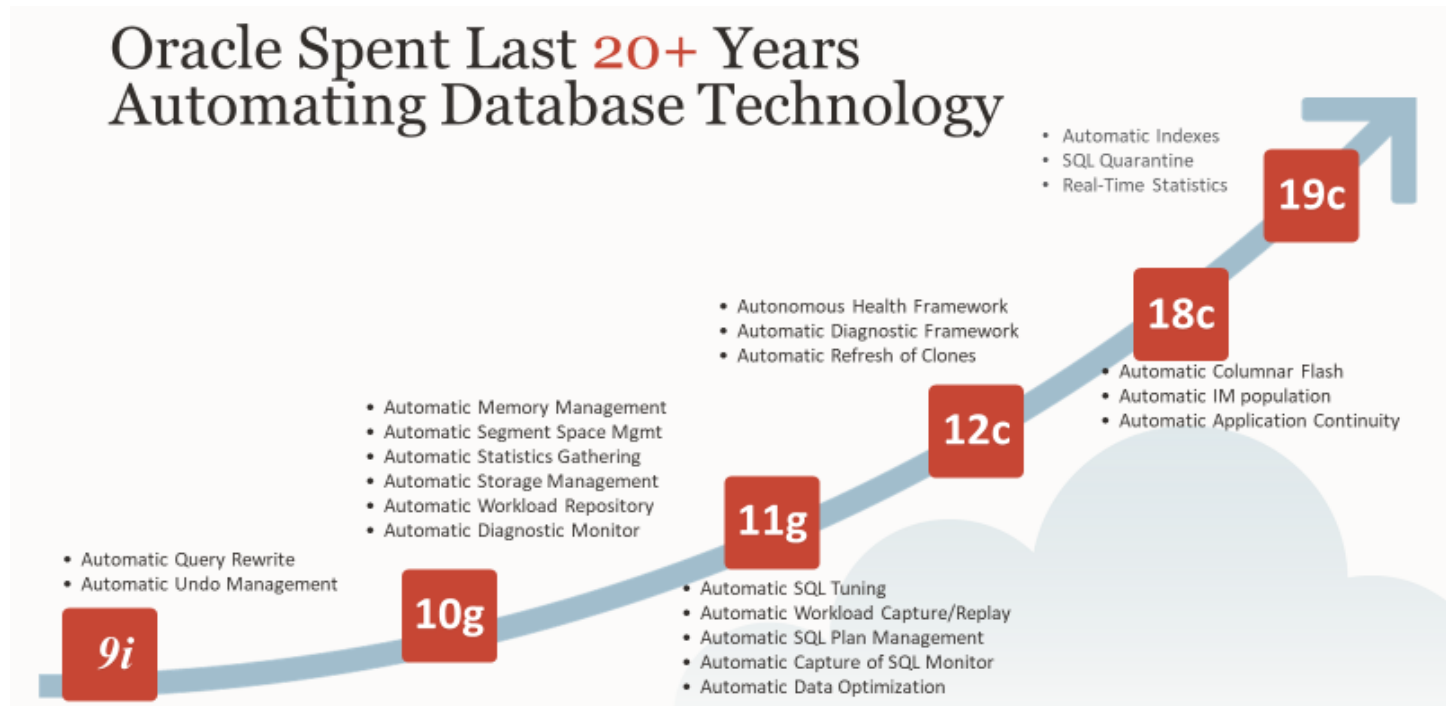 Oracle Spent Last 20+ Years
Automating Database Technology
• Automatic Indexes
• SQL Quarantine
• Real-Time Statistics
19c
18c
• Automatic Columnar Flash
• Automatic IM population
• Automatic Application Continuity
• Autonomous Health Framework
• Automatic Diagnostic Framework
• Automatic Refresh of Clones
12c
• Automatic Memory Management
• Automatic Segment Space Mgmt
• Automatic Statistics Gathering
• Automatic Storage Management
• Automatic Workload Repository
• Automatic Diagnostic Monitor
10g
11g
• Automatic SQL Tuning
• Automatic Workload Capture/Replay
• Automatic SQL Plan Management
• Automatic Capture of SQL Monitor
• Automatic Data Optimization
• Automatic Query Rewrite
• Automatic Undo Management
9i